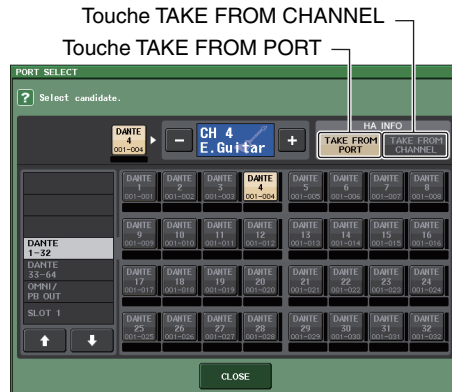 Touche TAKE FROM CHANNEL
Touche TAKE FROM PORT
PORT SELECT
? Select candidate.
DANTE 4 001-004
−
CH 4
E.Guitar
+
HA INFO
TAKE FROM PORT
TAKE FROM CHANNEL
DANTE 1 001-001
DANTE 2 001-002
DANTE 3 001-003
DANTE 4 001-004
DANTE 5 001-005
DANTE 6 001-006
DANTE 7 001-007
DANTE 8 001-008
DANTE 9 001-009
DANTE 10 001-010
DANTE 11 001-011
DANTE 12 001-012
DANTE 13 001-013
DANTE 14 001-014
DANTE 15 001-015
DANTE 16 001-016
DANTE 17 001-017
DANTE 18 001-018
DANTE 19 001-019
DANTE 20 001-020
DANTE 21 001-021
DANTE 22 001-022
DANTE 23 001-023
DANTE 24 001-024
DANTE 25 001-025
DANTE 26 001-026
DANTE 27 001-027
DANTE 28 001-028
DANTE 29 001-029
DANTE 30 001-030
DANTE 31 001-031
DANTE 32 001-032
DANTE 1-32
DANTE 33-64
OMNI/ PB OUT
SLOT 1
CLOSE